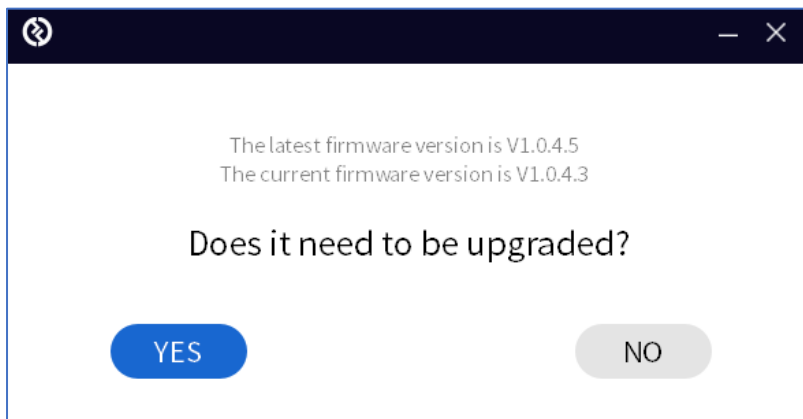 The latest firmware version is V1.0.4.5
The current firmware version is V1.0.4.3
Does it need to be upgraded?
YES
NO